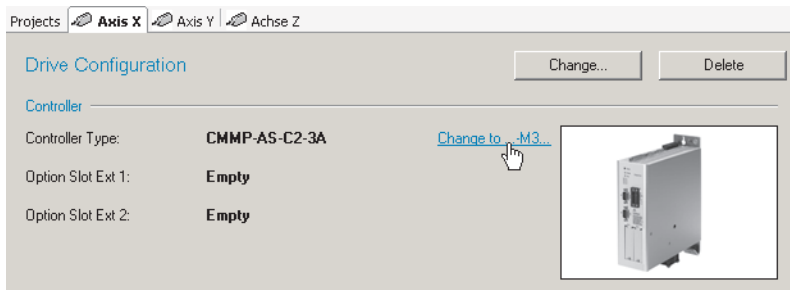 Projects Axis X Axis Y Achse Z
Drive Configuration Change... Delete
Controller
Controller Type: CMMP-AS-C2-3A Change to ...-M3...
Option Slot Ext 1: Empty
Option Slot Ext 2: Empty